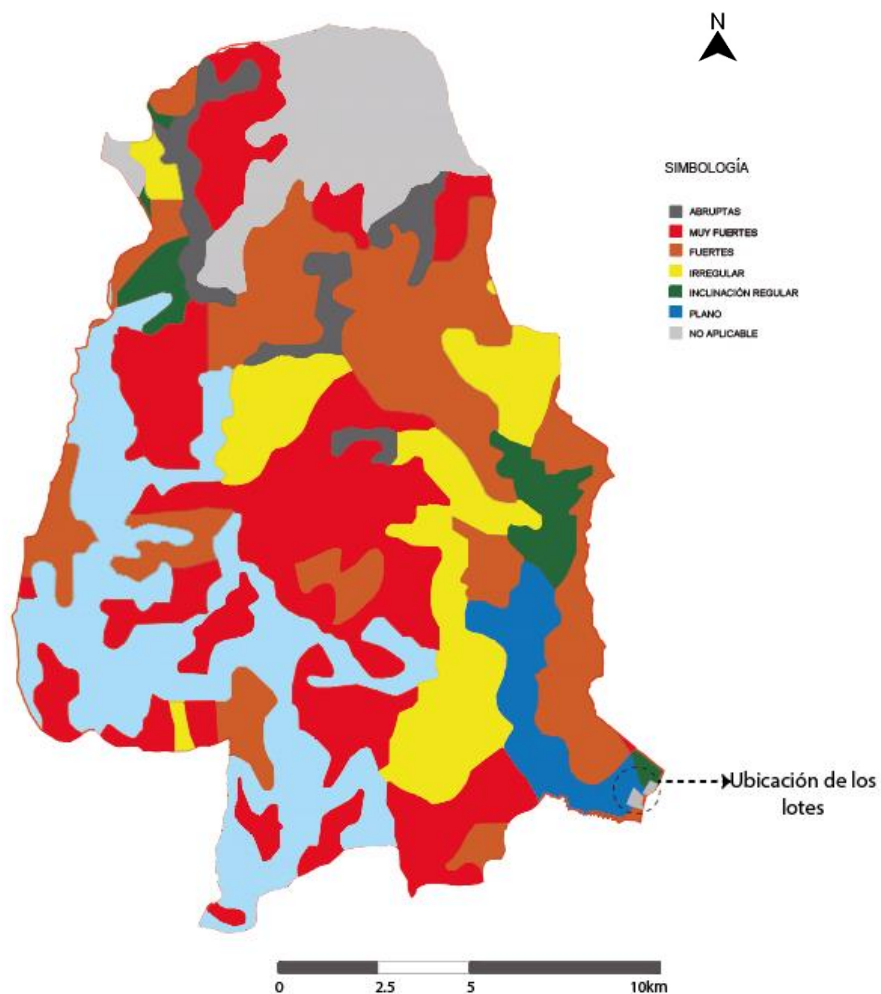 N
SIMBOLOGÍA
ABRUPTAS
MUY FUERTES
FUERTES
IRREGULAR
INCLINACIÓN REGULAR
PLANO
NO APLICABLE
Ubicación de los
lotes
0 2.5 5 10km